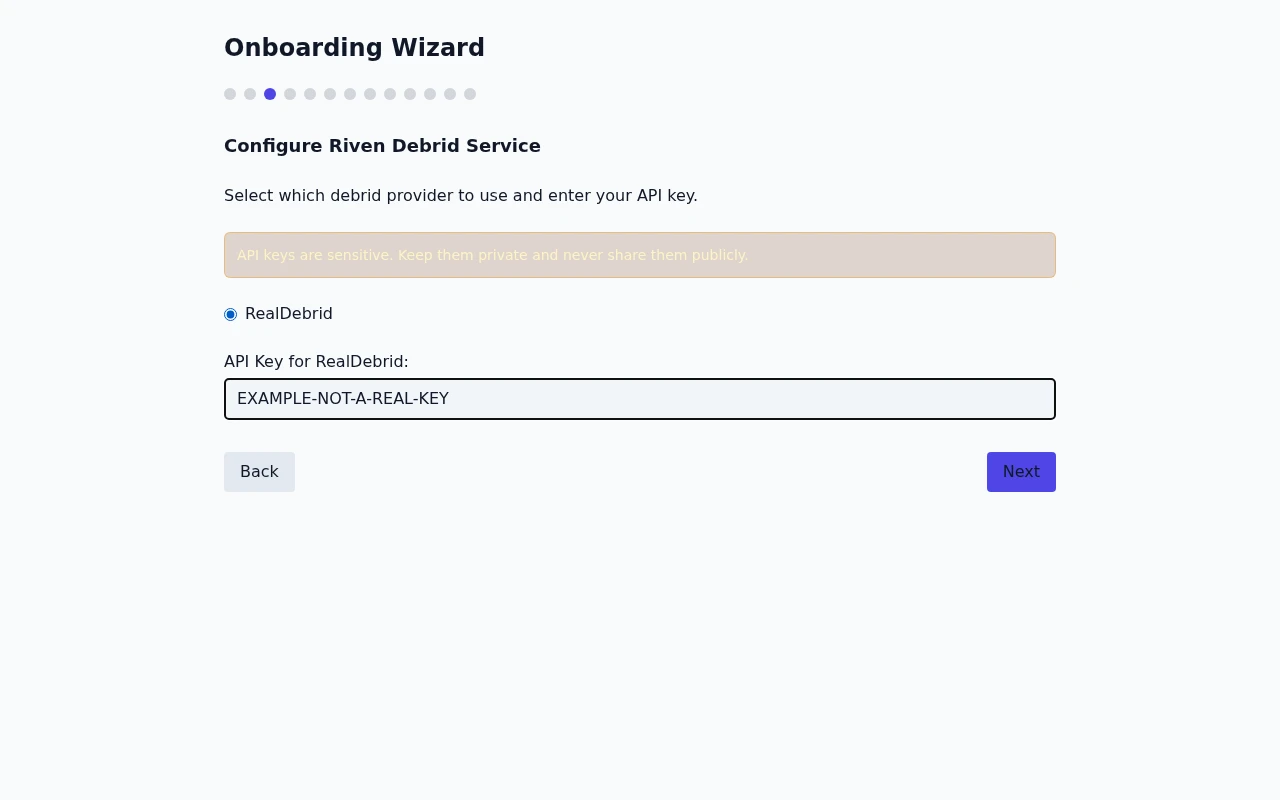 Onboarding Wizard
Configure Riven Debrid Service
Select which debrid provider to use and enter your API key.
API keys are sensitive. Keep them private and never share them publicly.
RealDebrid
API Key for RealDebrid:
EXAMPLE-NOT-A-REAL-KEY
Back
Next